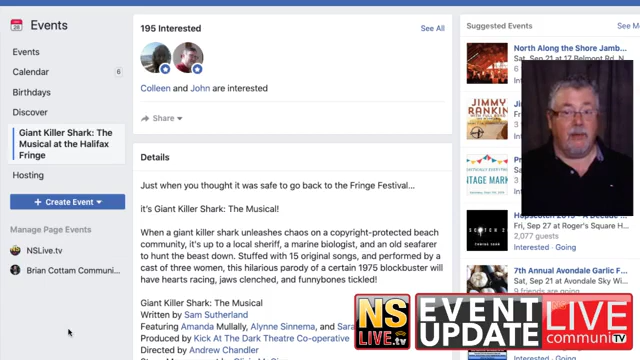 Events
Events
Calendar 6
Birthdays
Discover
Giant Killer Shark: The
Musical at the Halifax
Fringe
Hosting
+ Create Event
Manage Page Events
NSLive.tv
Brian Cottam Communi...
195 Interested
See All
Colleen and John are interested
Share
Details
Just when you thought it was safe to go back to the Fringe Festival...
it's Giant Killer Shark: The Musical!
When a giant killer shark unleashes chaos on a copyright-protected beach
community, it's up to a local sheriff, a marine biologist, and an old seafarer
to hunt the beast down. Stuffed with 15 original songs, and performed by a
cast of three women, this hilarious parody of a certain 1975 blockbuster will
have hearts racing, jaws clenched, and funnybones tickled!
Giant Killer Shark: The Musical
Written by Sam Sutherland
Featuring Amanda Mullally, Alynne Sinnema, and
Produced by Kick At The Dark Theatre Co-operative
Directed by Andrew Chandler
Suggested Events
North Along the Shore Jamb...
Sat, Sep 21 at 17 Belmont Rd, N
JIMMY
RANKIN
VINTAGE
MARKET
Fri, Sep 27 at Roger's Square H
2,077 guests
Interested · Going
7th Annual Avondale Garlic F
Sat, Sep 21 at Avondale Sky Wi
9 friends are going
NS
LIVE.tv
EVENT
UPDATE
LIVE
communiTV